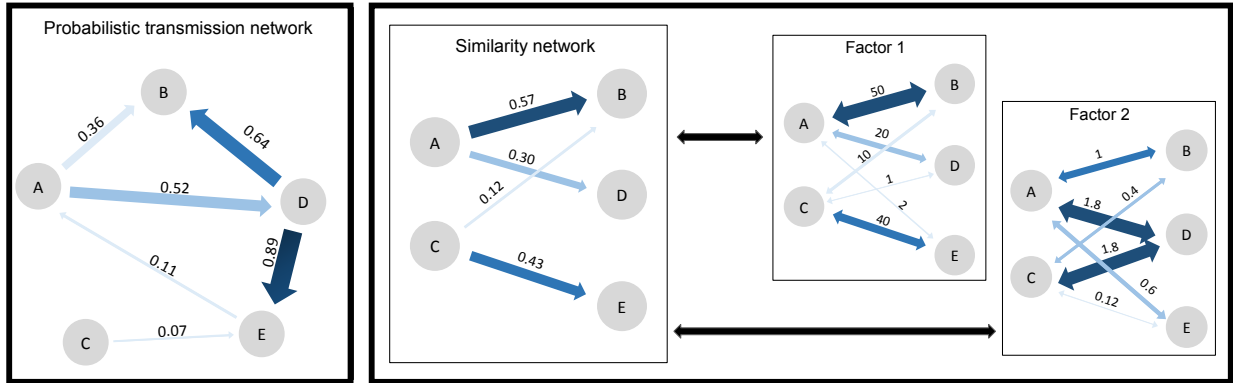 Probabilistic transmission network
B
0.36
0.64
A
0.52
D
0.89
0.11
E
0.07
C
Similarity network
B
0.57
A
0.30
D
0.12
C
0.43
E
Factor 1
B
50
A
20
D
10
1
C
2
40
E
Factor 2
B
1
A
0.4
1.8
D
1.8
C
0.6
0.12
E